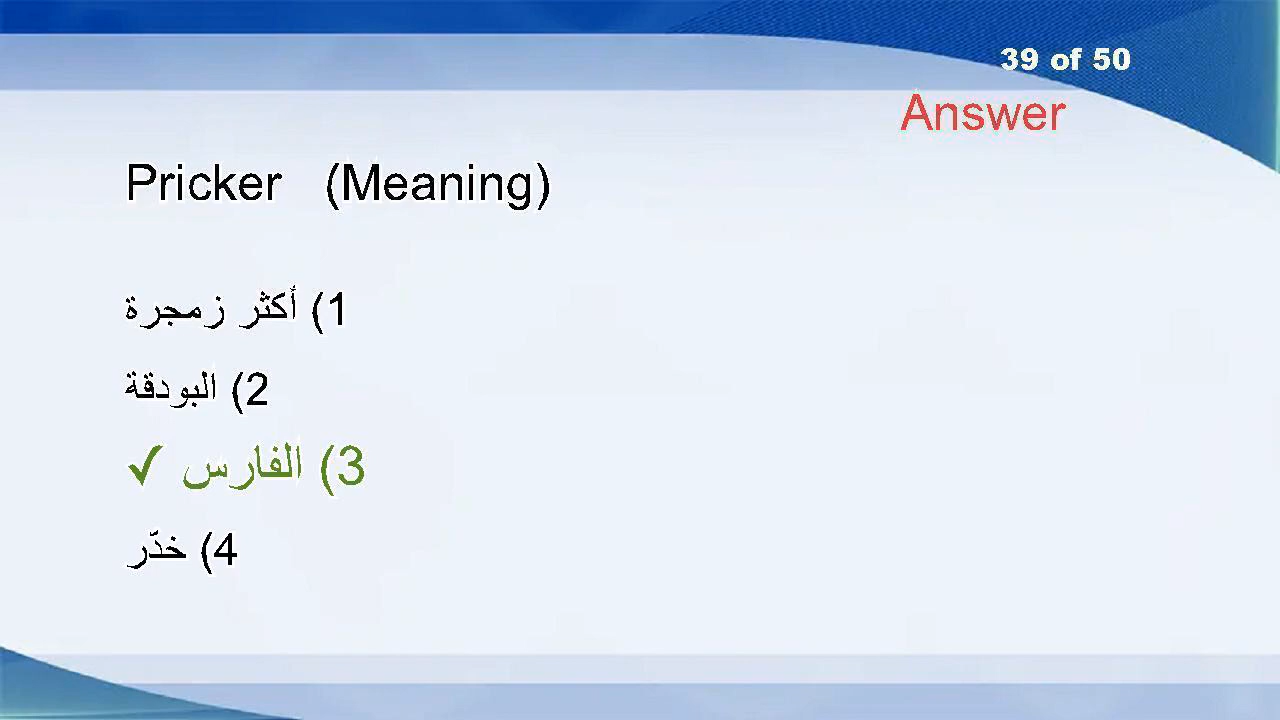 39 of 50
Answer
Pricker (Meaning)
1) أكثر زمجرة
2) البودقة
3) الفارس ✓
4) خدّر